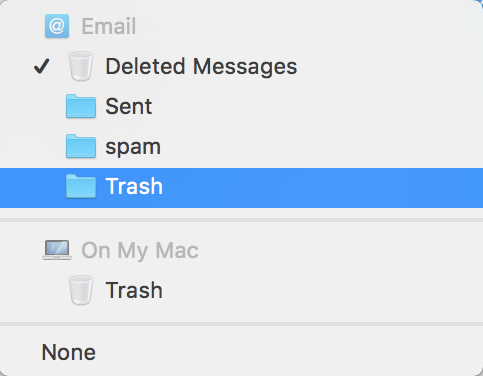 @ Email
✓ Deleted Messages
Sent
spam
Trash
On My Mac
Trash
None